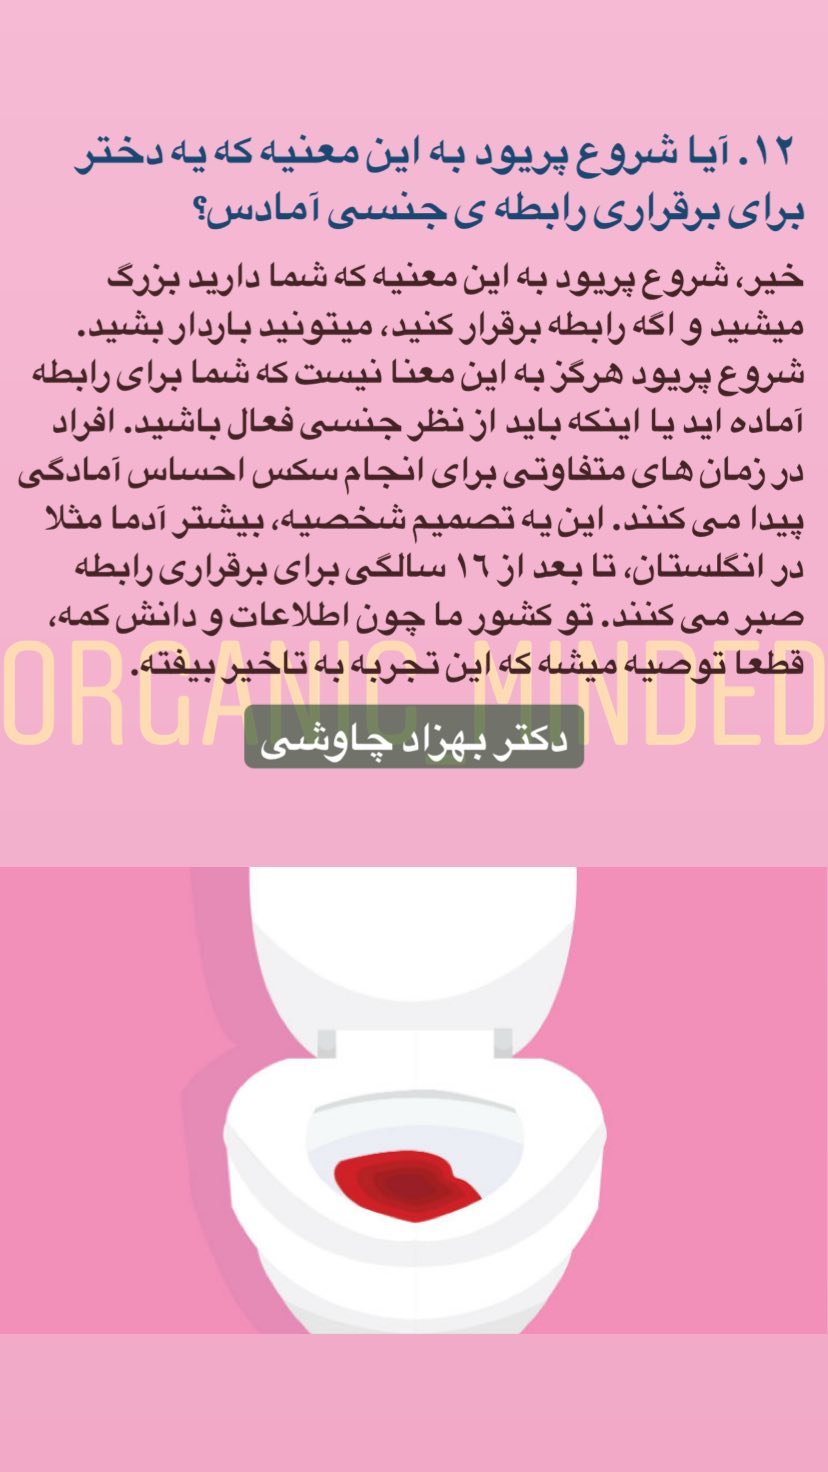 ۱۲. آیا شروع پریود به این معنیه که یه دختر
برای برقراری رابطه ی جنسی آمادس؟
خیر، شروع پریود به این معنیه که شما دارید بزرگ
میشید و اگه رابطه برقرار کنید، میتونید باردار بشید.
شروع پریود هرگز به این معنا نیست که شما برای رابطه
آماده اید یا اینکه باید از نظر جنسی فعال باشید. افراد
در زمان های متفاوتی برای انجام سکس احساس آمادگی
پیدا می کنند. این یه تصمیم شخصیه، بیشتر آدما مثلا
در انگلستان، تا بعد از ۱٦ سالگی برای برقراری رابطه
صبر می کنند. تو کشور ما چون اطلاعات و دانش کمه،
قطعا توصیه میشه که این تجربه به تاخیر بیفته.
ORGANIC_MINDED
دکتر بهزاد چاوشی